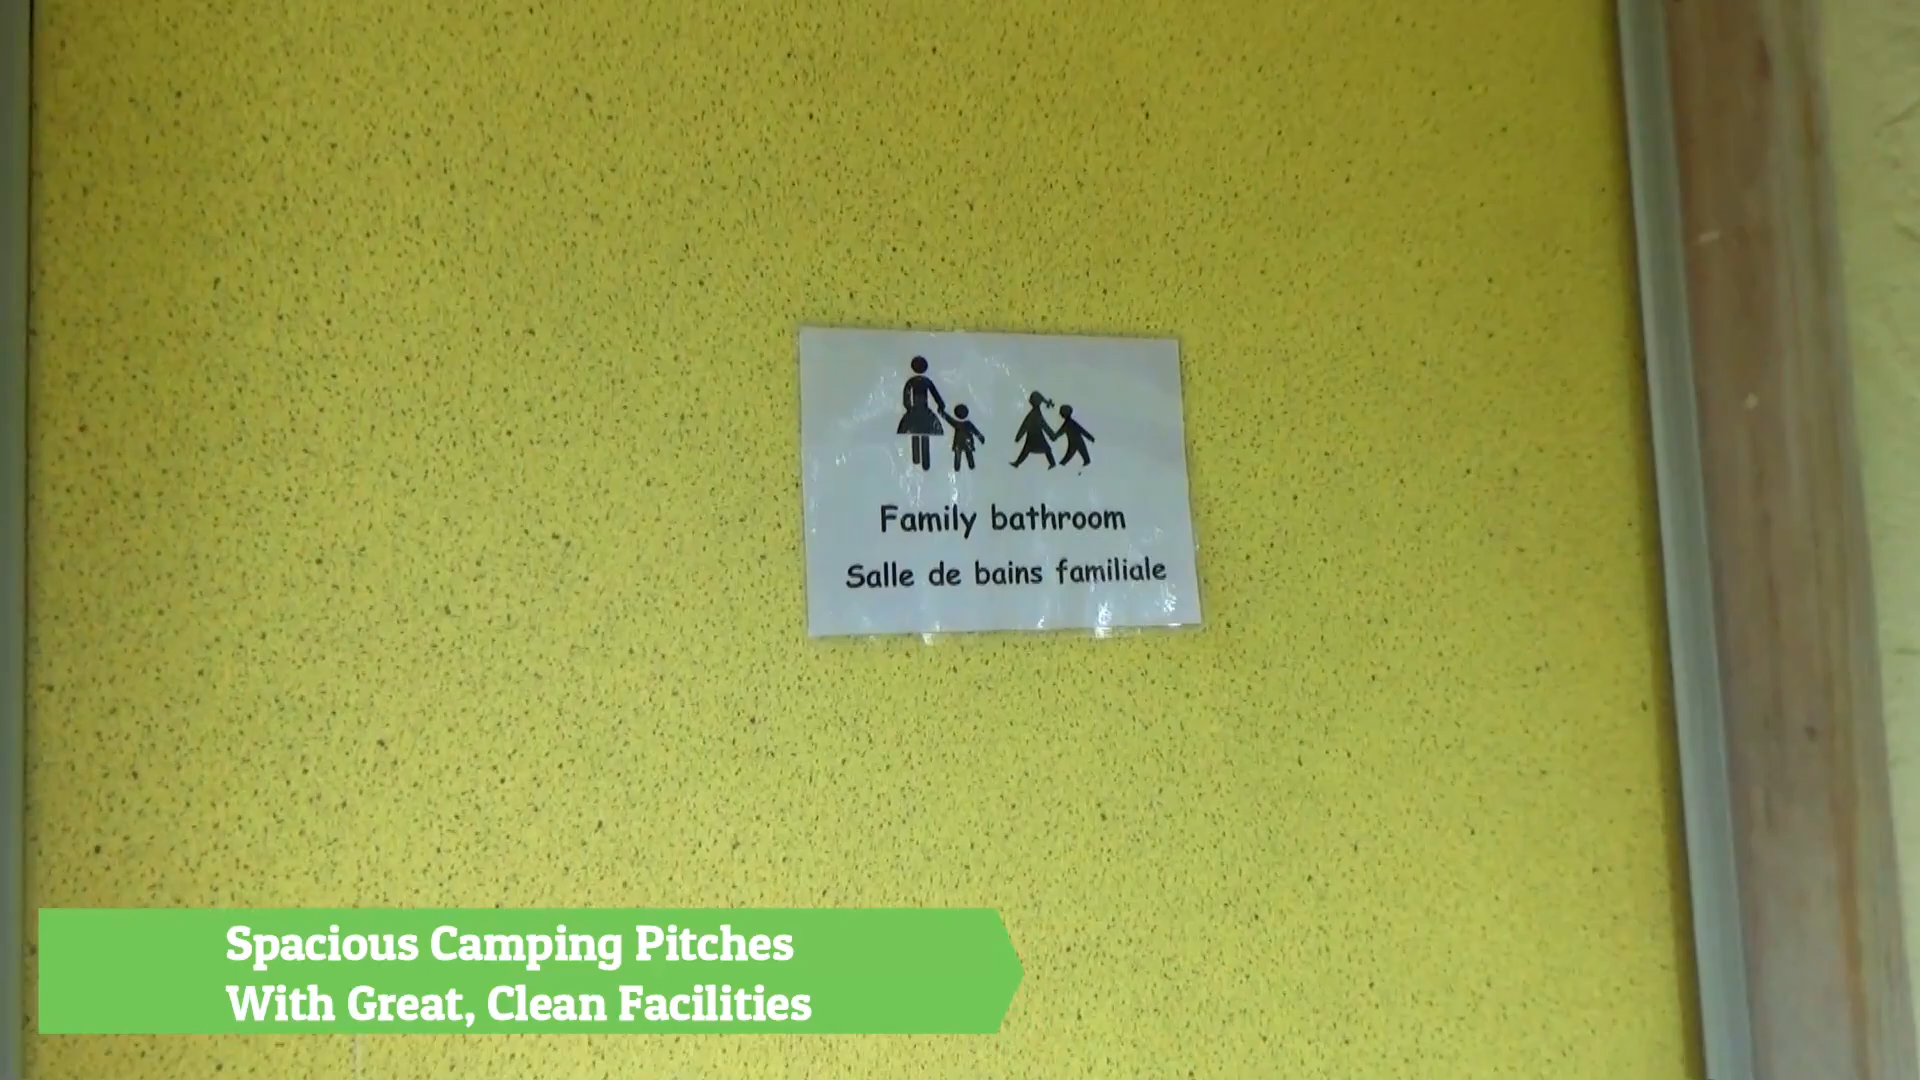 Family bathroom
Salle de bains familiale
Spacious Camping Pitches
With Great, Clean Facilities